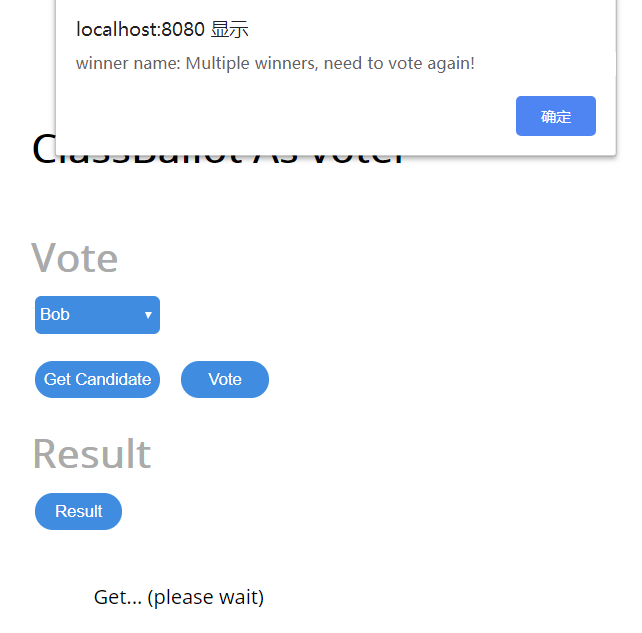 localhost:8080 显示
winner name: Multiple winners, need to vote again!
确定
ClassBallot As Voter
Vote
Bob
Get Candidate
Vote
Result
Result
Get... (please wait)